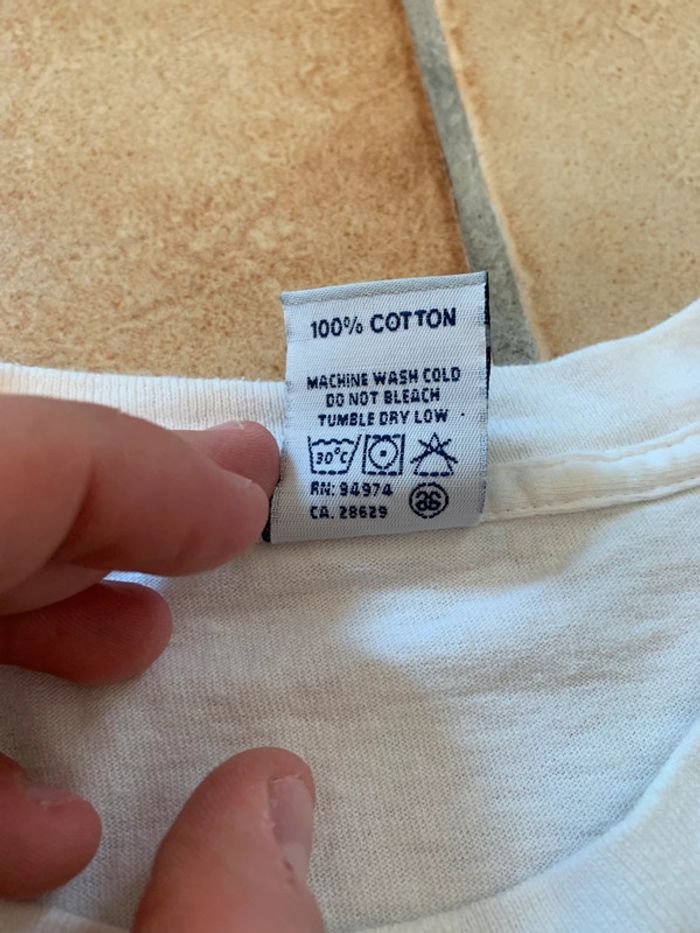 100% COTTON
MACHINE WASH COLD
DO NOT BLEACH
TUMBLE DRY LOW
30°C
RN: 94974
CA. 28629